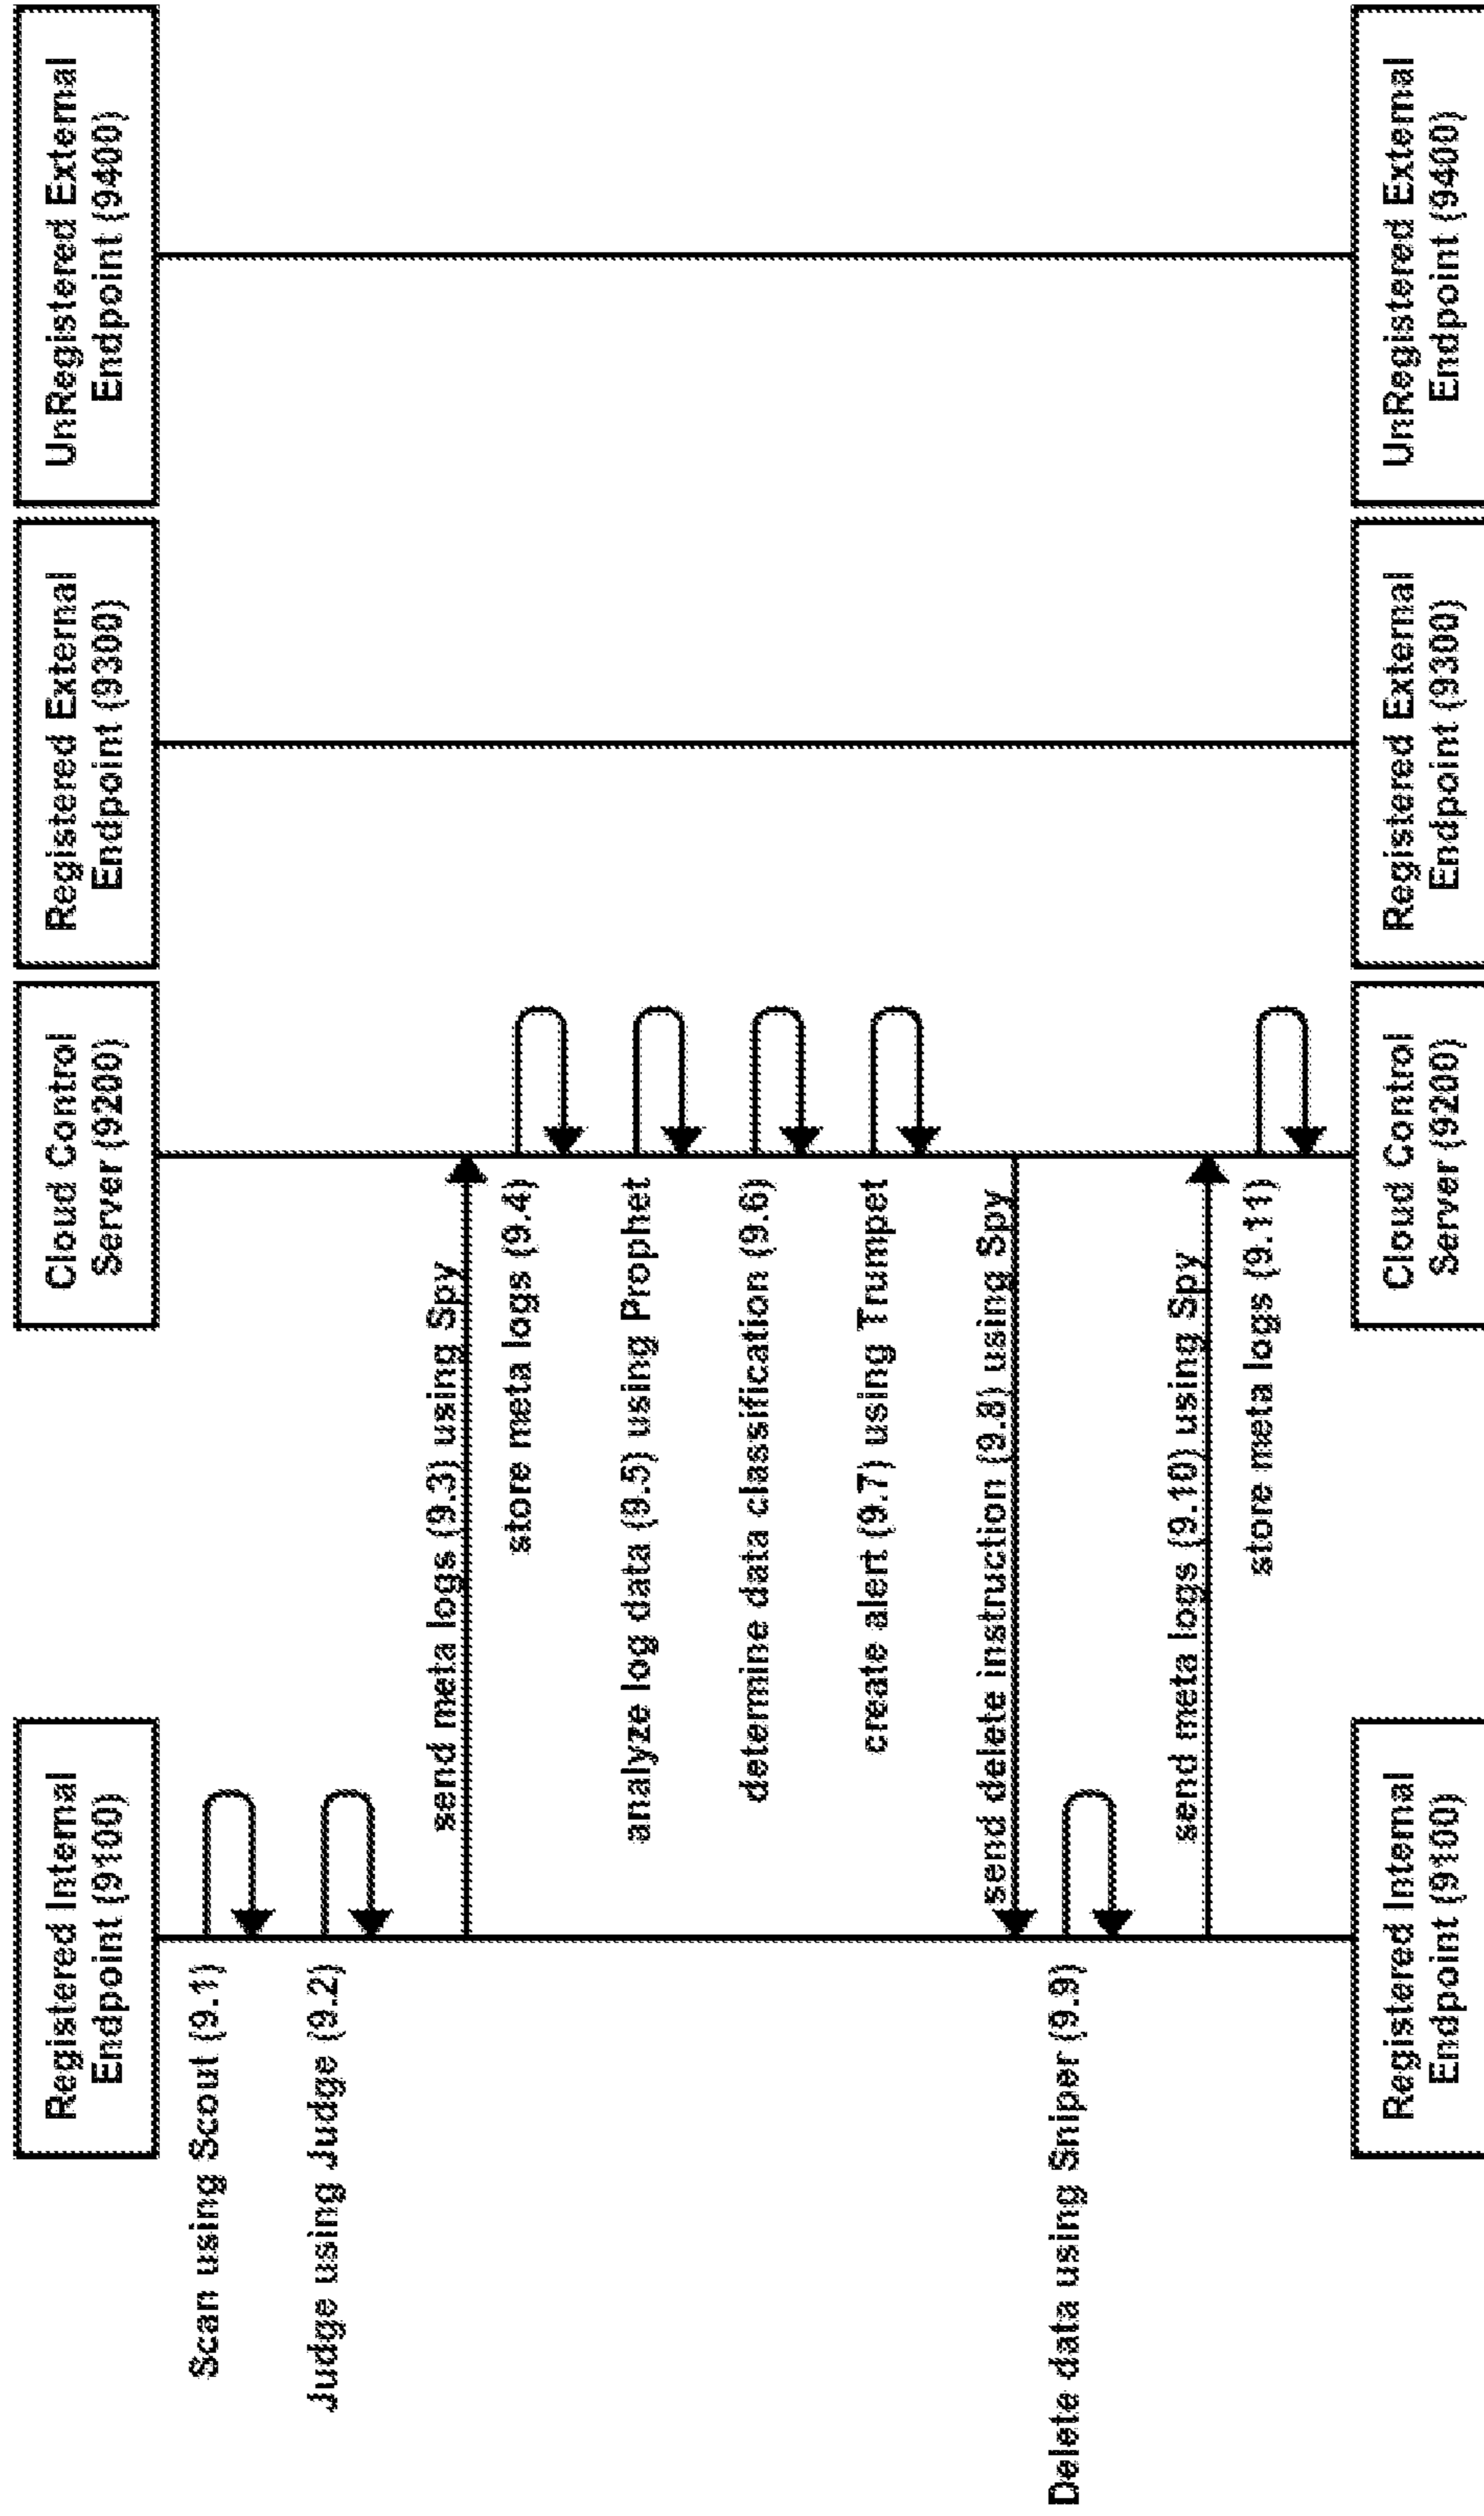 Registered Internal
Endpoint (9100)
Cloud Control
Server (9200)
Registered External
Endpoint (9300)
UnRegistered External
Endpoint (9400)
Scan using Scout (9.1)
Judge using Judge (9.2)
send meta logs (9.3) using Spy
store meta logs (9.4)
analyze log data (9.5) using Prophet
determine data classification (9.6)
create alert (9.7) using Trumpet
send delete instruction (9.8) using Spy
Delete data using Sniper (9.9)
send meta logs (9.10) using Spy
store meta logs (9.11)
Registered Internal
Endpoint (9100)
Cloud Control
Server (9200)
Registered External
Endpoint (9300)
UnRegistered External
Endpoint (9400)